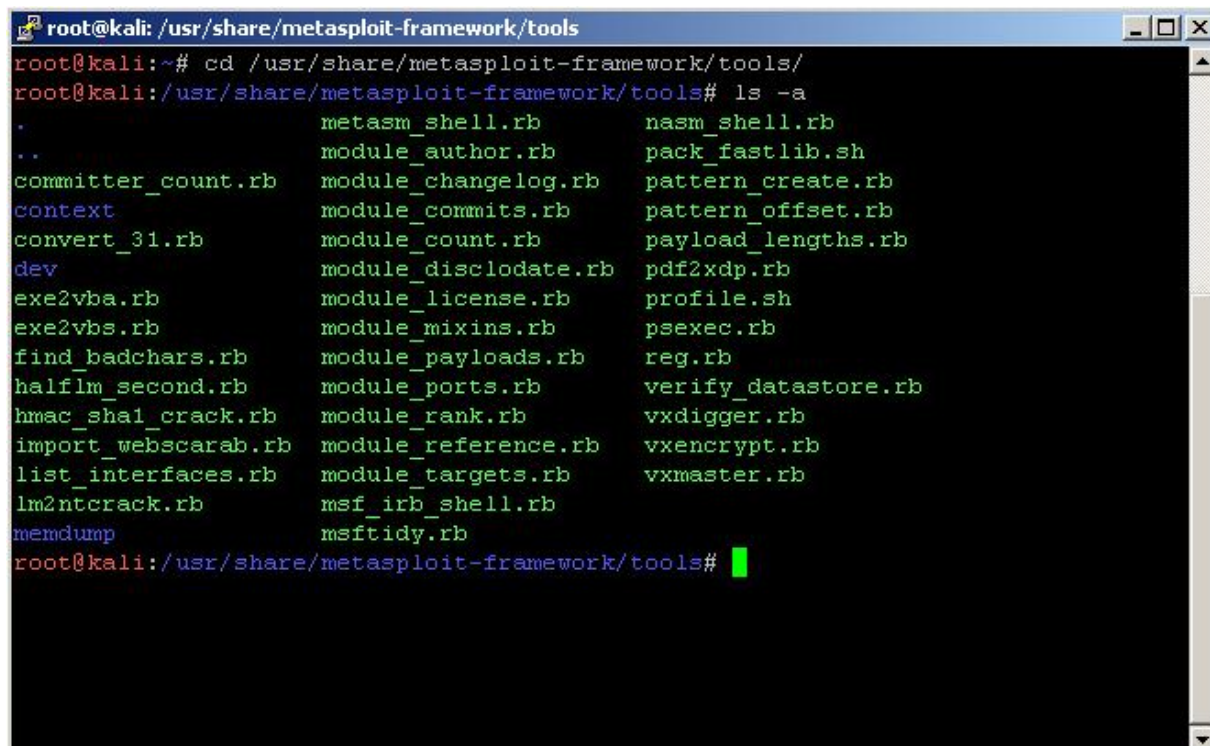 root@kali: /usr/share/metasploit-framework/tools
root@kali:~# cd /usr/share/metasploit-framework/tools/
root@kali:/usr/share/metasploit-framework/tools# ls -a
. metasm_shell.rb nasm_shell.rb
.. module_author.rb pack_fastlib.sh
committer_count.rb module_changelog.rb pattern_create.rb
context module_commits.rb pattern_offset.rb
convert_31.rb module_count.rb payload_lengths.rb
dev module_disclodate.rb pdf2xdp.rb
exe2vba.rb module_license.rb profile.sh
exe2vbs.rb module_mixins.rb psexec.rb
find_badchars.rb module_payloads.rb reg.rb
halflm_second.rb module_ports.rb verify_datastore.rb
hmac_sha1_crack.rb module_rank.rb vxdigger.rb
import_webscarab.rb module_reference.rb vxencrypt.rb
list_interfaces.rb module_targets.rb vxmaster.rb
lm2ntcrack.rb msf_irb_shell.rb
memdump msftidy.rb
root@kali:/usr/share/metasploit-framework/tools#